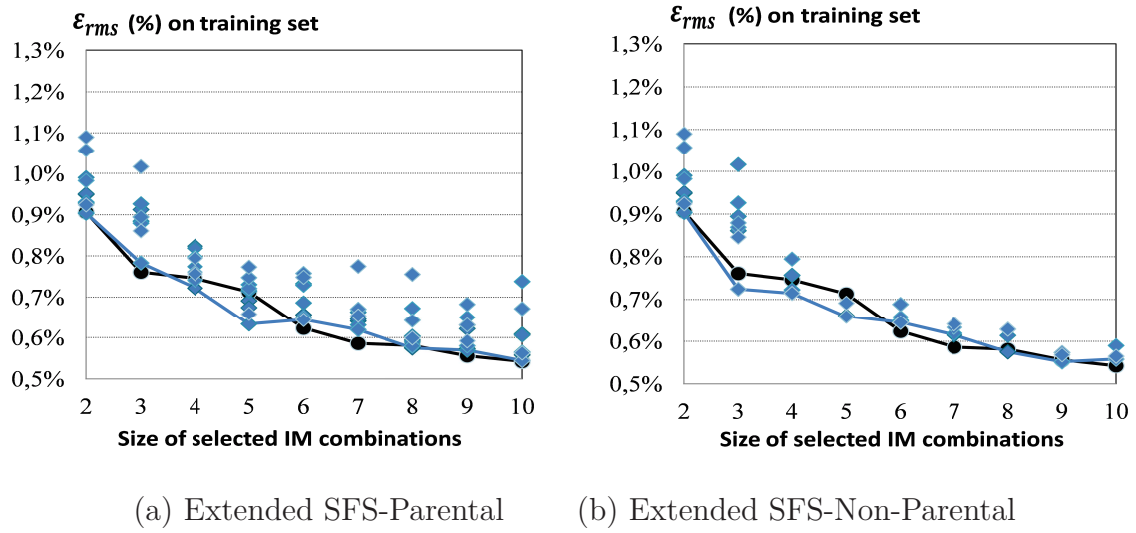 ε_rms (%) on training set
1,3%
1,2%
1,1%
1,0%
0,9%
0,8%
0,7%
0,6%
0,5%
2 3 4 5 6 7 8 9 10
Size of selected IM combinations
(a) Extended SFS-Parental
ε_rms (%) on training set
1,3%
1,2%
1,1%
1,0%
0,9%
0,8%
0,7%
0,6%
0,5%
2 3 4 5 6 7 8 9 10
Size of selected IM combinations
(b) Extended SFS-Non-Parental